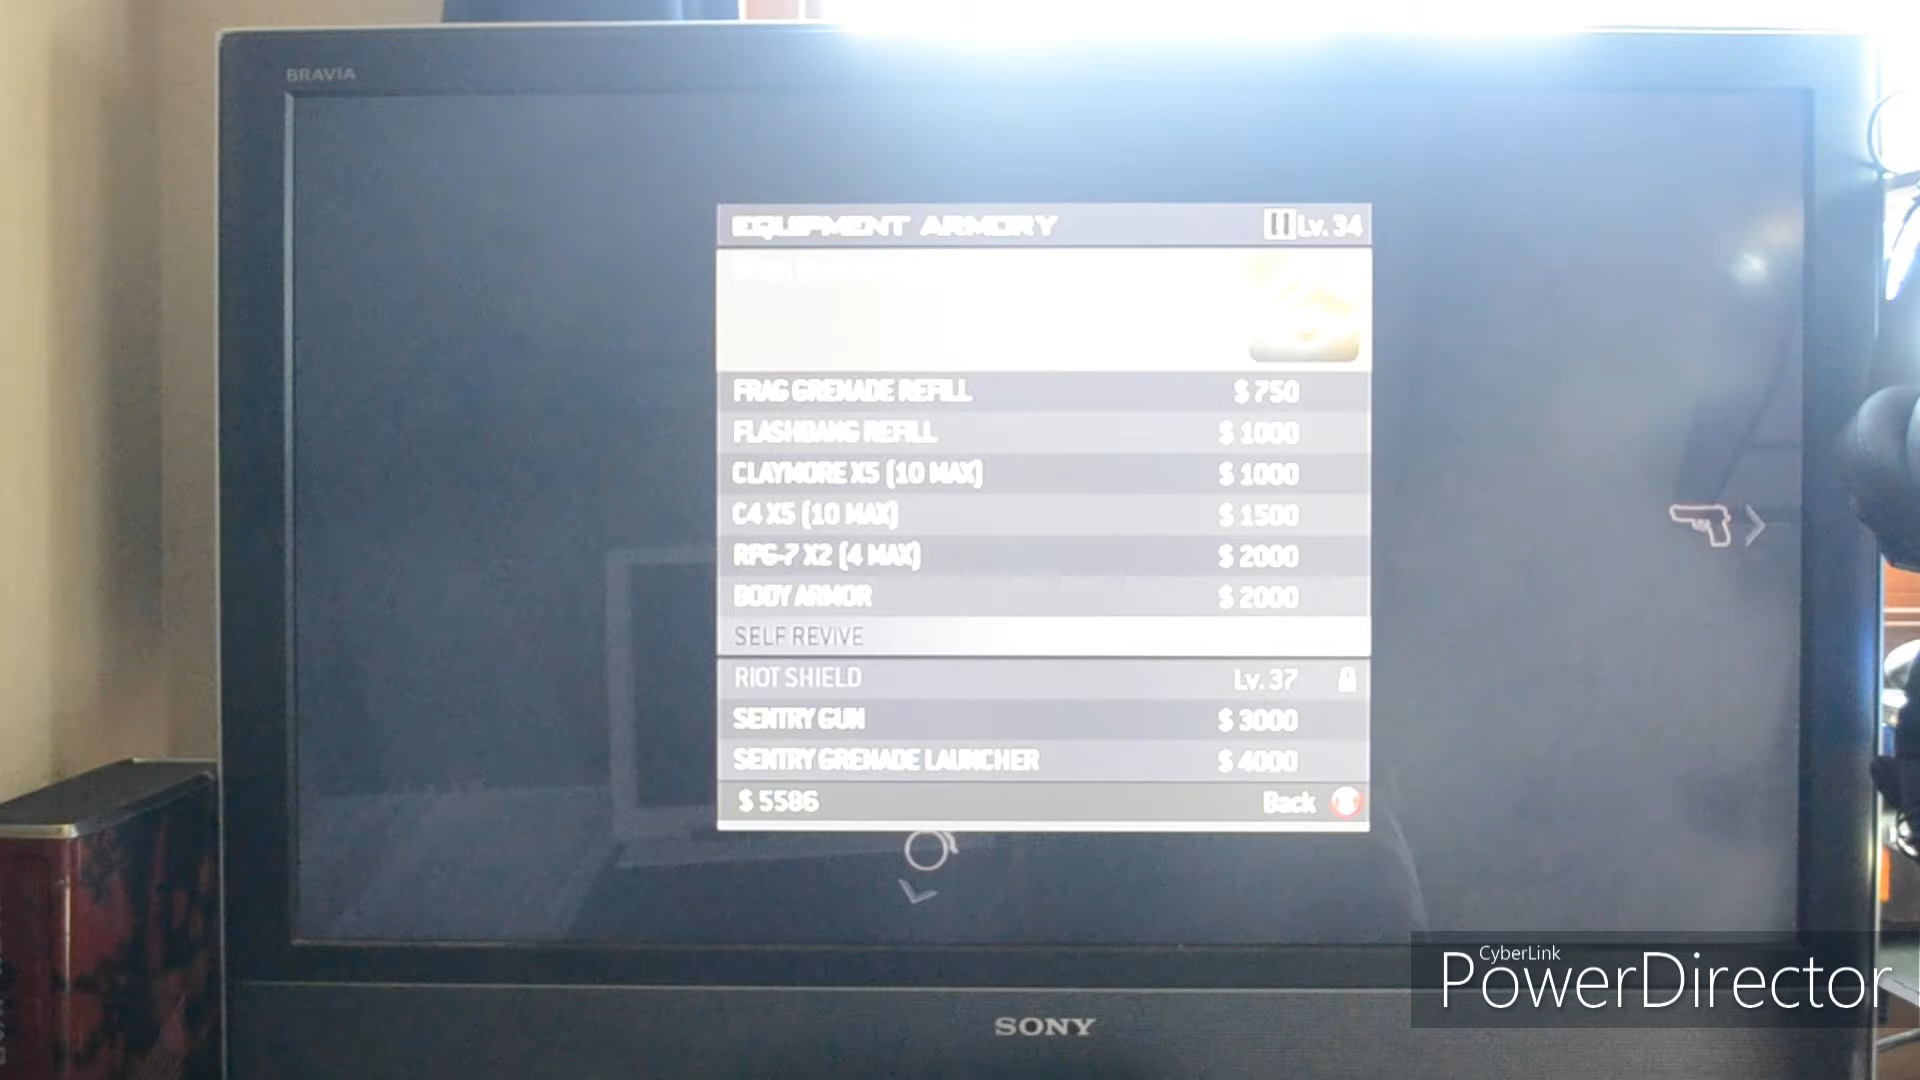 BRAVIA
EQUIPMENT ARMORY Lv. 34
FRAG GRENADE REFILL $ 750
FLASHBANG REFILL $ 1000
CLAYMORE X5 (10 MAX) $ 1000
C4 X5 (10 MAX) $ 1500
RPG-7 X2 (4 MAX) $ 2000
BODY ARMOR $ 2000
SELF REVIVE
RIOT SHIELD Lv. 37
SENTRY GUN $ 3000
SENTRY GRENADE LAUNCHER $ 4000
$ 5586 Back
CyberLink
PowerDirector
SONY